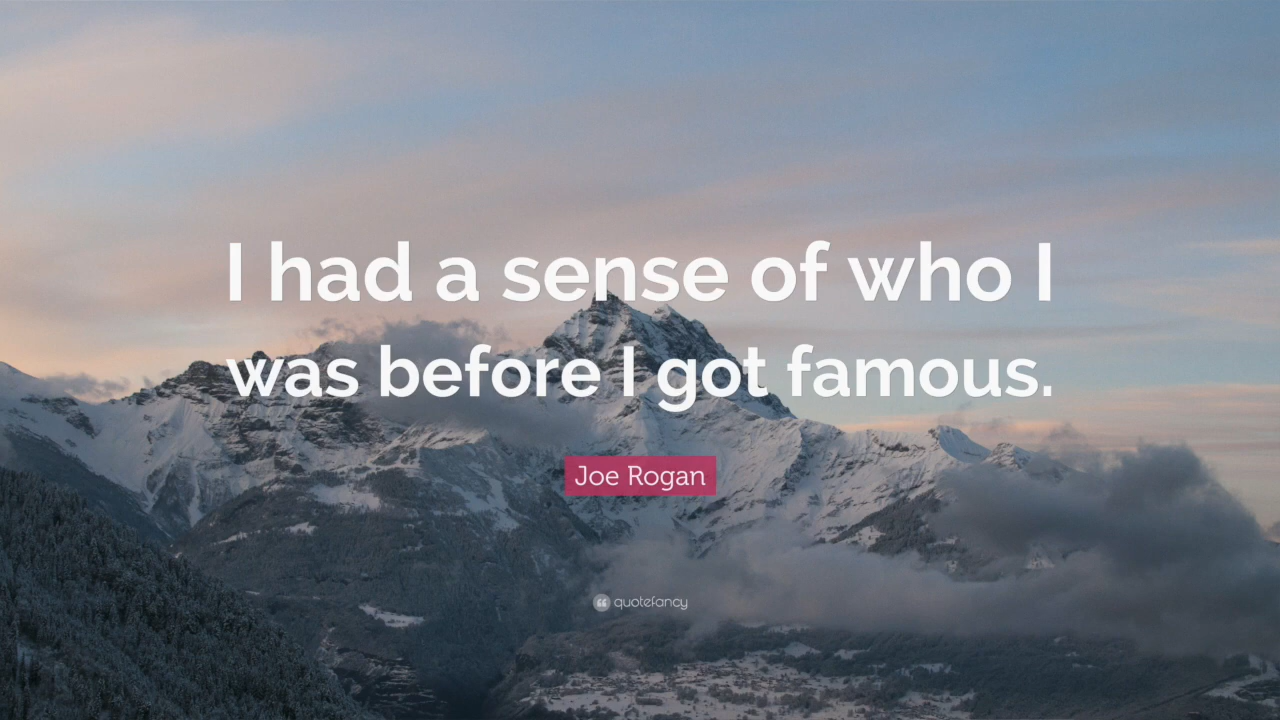 I had a sense of who I
was before I got famous.
Joe Rogan
quotefancy